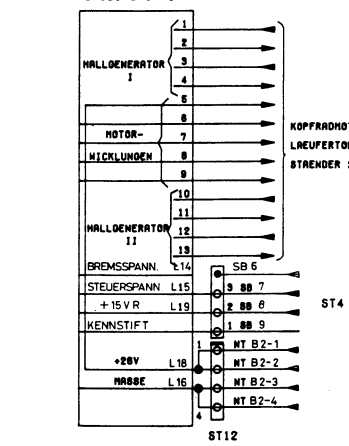 1
2
HALLGENERATOR 3
I 4
5
6 KOPFRADMOT
MOTOR- 7 LAEUFERTO
WICKLUNGEN 8 STAENDER
9
10
11
HALLGENERATOR 12
II 13
BREMSSPANN. L14 SB 6
STEUERSPANN L15 3 SB 7
+15VR L19 2 SB 8 ST4
KENNSTIFT 1 SB 9
1 NT B2-1
+26V L18 NT B2-2
MASSE L16 NT B2-3
4 NT B2-4
ST12